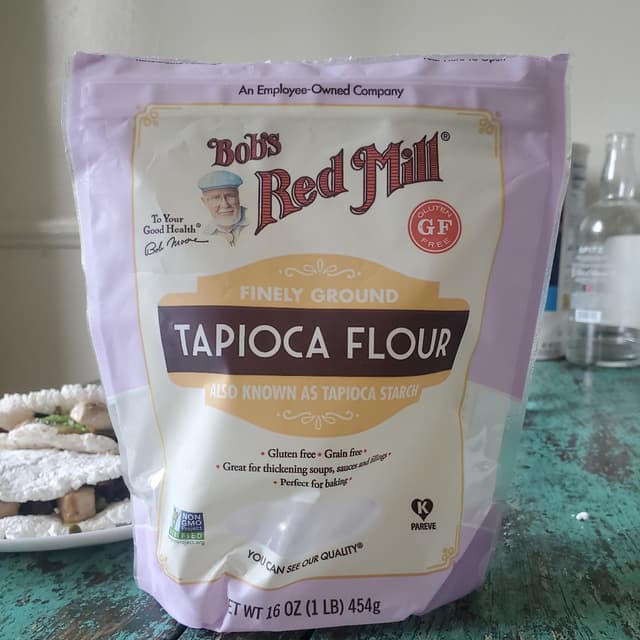 An Employee-Owned Company
Bob's
Red Mill®
To Your
Good Health®
Bob Moore
GLUTEN
GF
FREE
FINELY GROUND
TAPIOCA FLOUR
ALSO KNOWN AS TAPIOCA STARCH
• Gluten free • Grain free •
• Great for thickening soups, sauces and fillings •
• Perfect for baking •
NON
GMO
K
PAREVE
YOU CAN SEE OUR QUALITY®
WT 16 OZ (1 LB) 454g